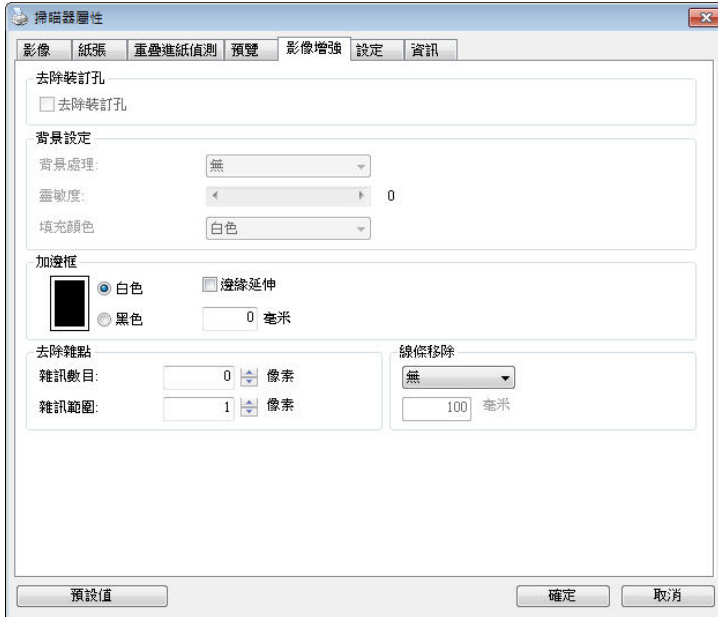 掃瞄器屬性
影像 紙張 重疊進紙偵測 預覽 影像增強 設定 資訊
去除裝訂孔
去除裝訂孔
背景設定
背景處理: 無
靈敏度: 0
填充顏色 白色
加邊框
白色 邊緣延伸
黑色 0 毫米
去除雜點 線條移除
雜訊數目: 0 像素 無
雜訊範圍: 1 像素 100 毫米
預設值 確定 取消